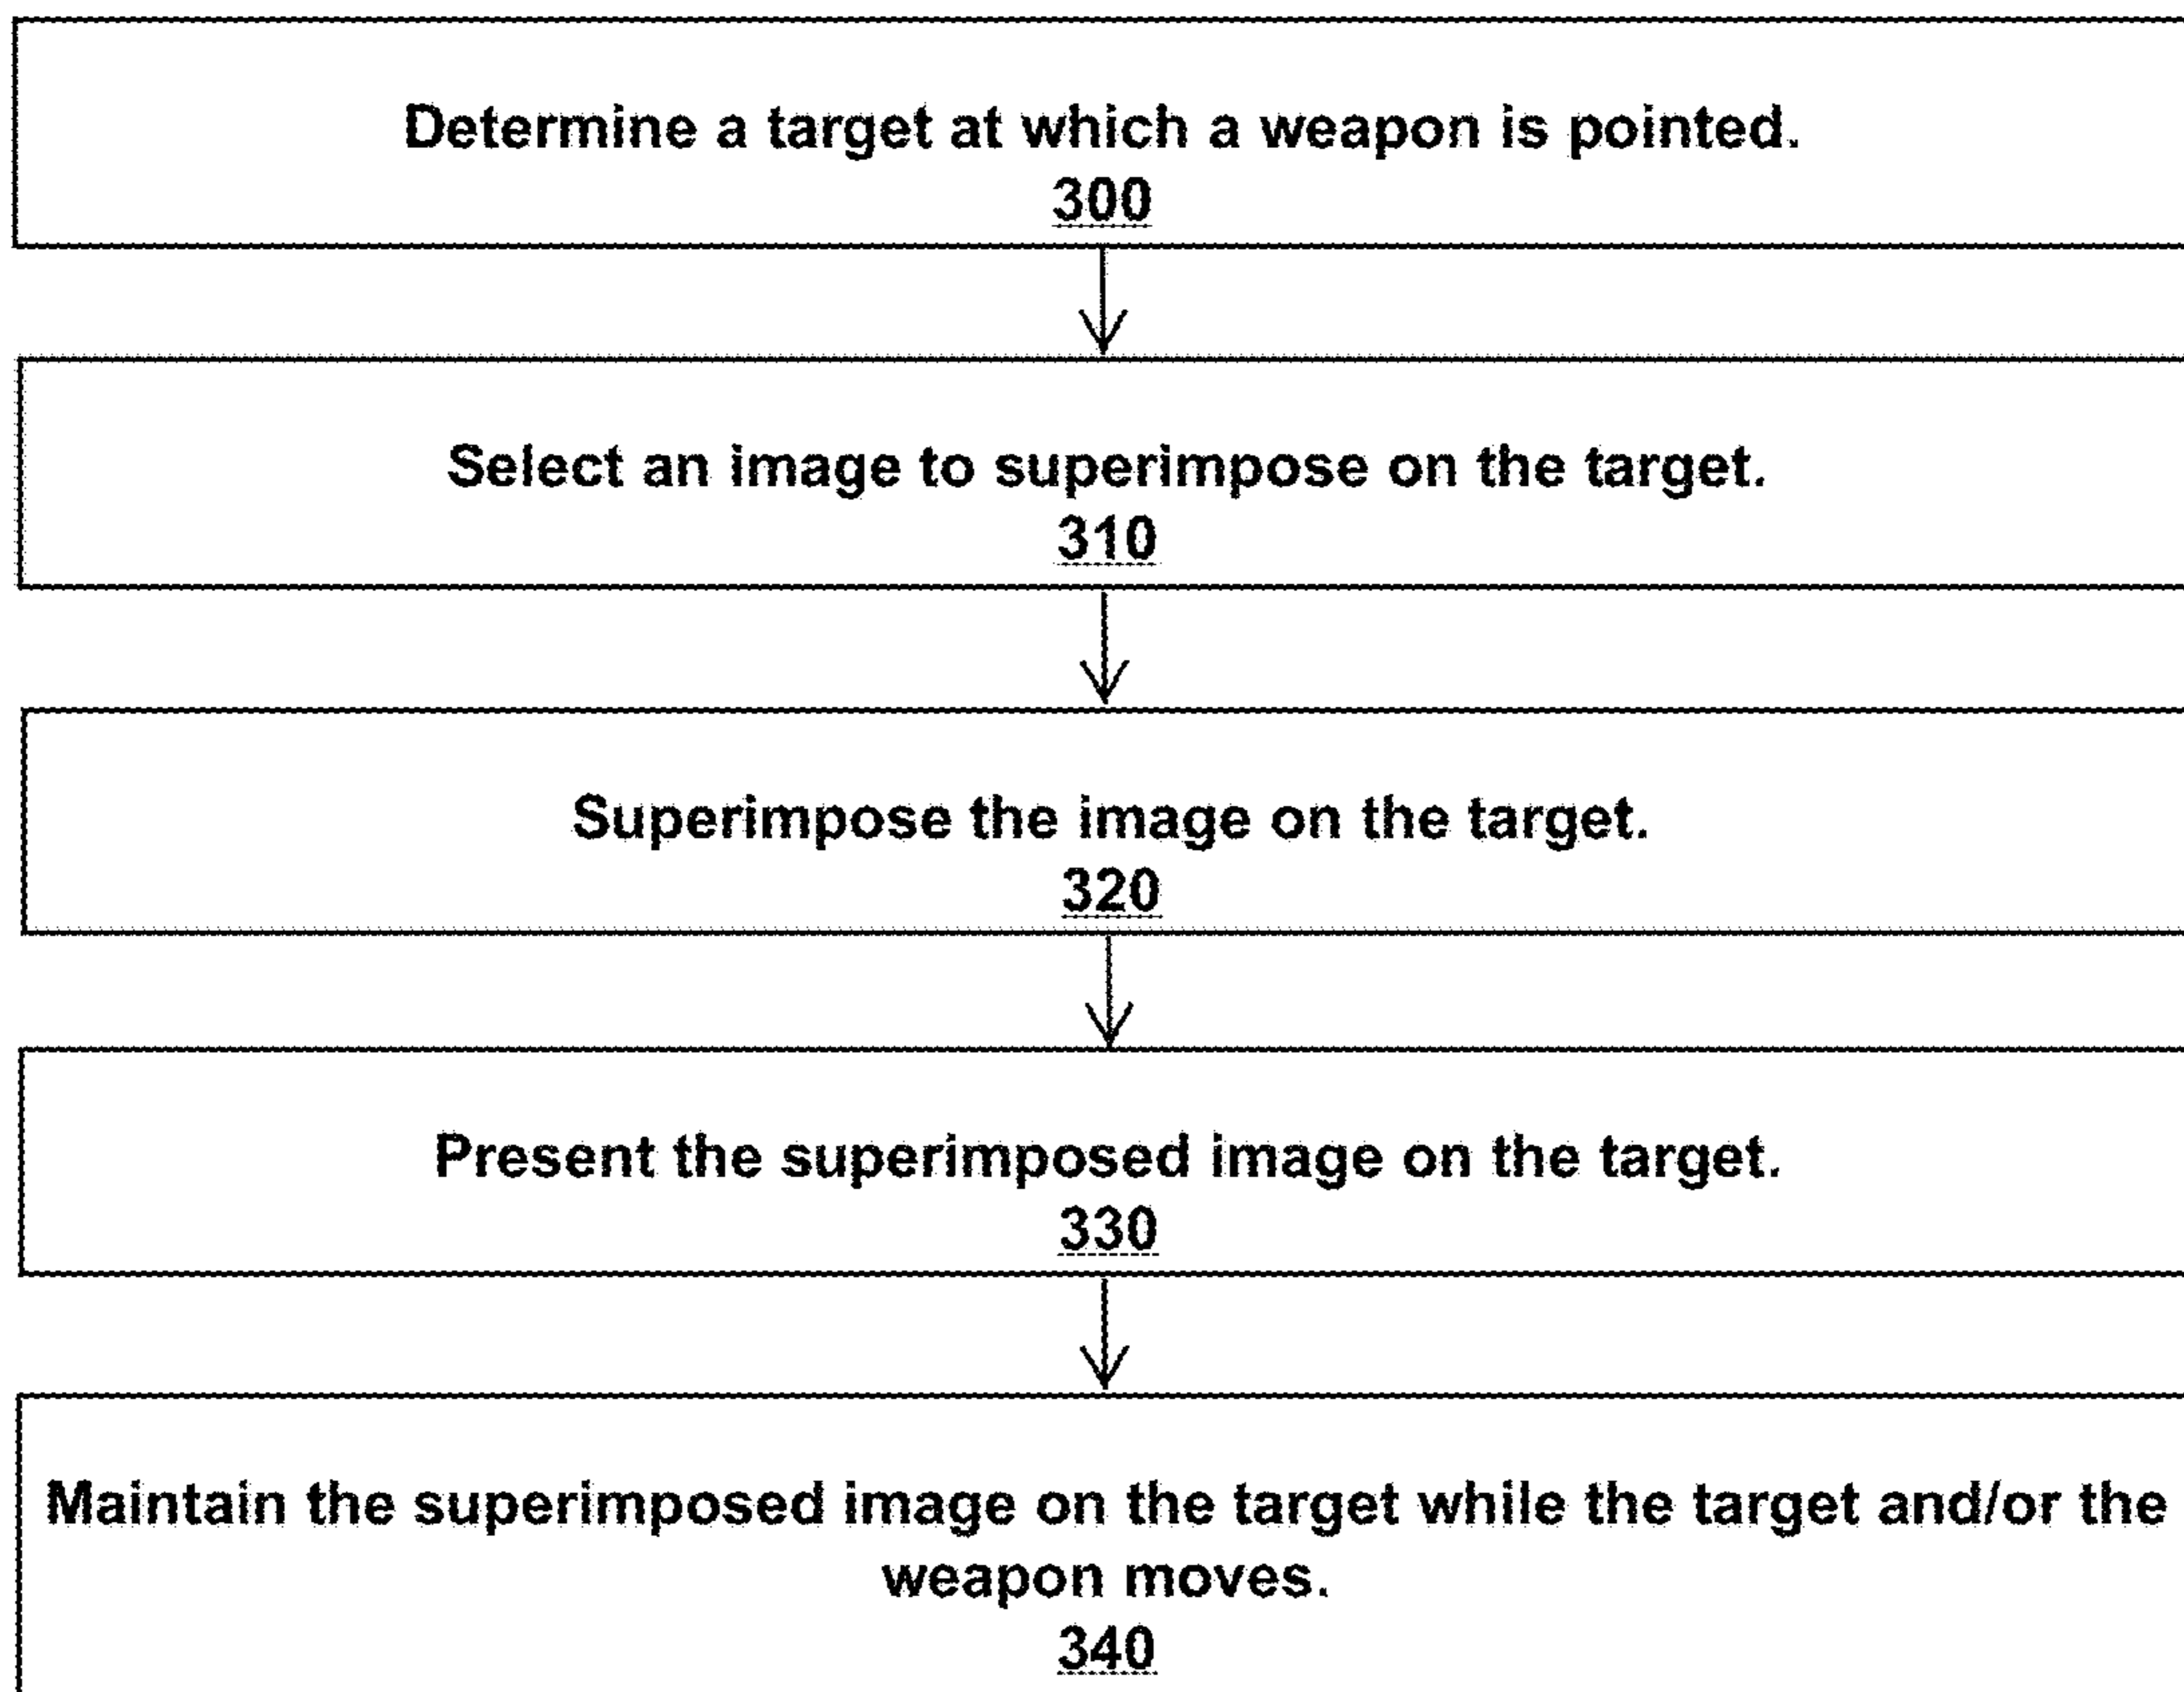 Determine a target at which a weapon is pointed.
300
Select an image to superimpose on the target.
310
Superimpose the image on the target.
320
Present the superimposed image on the target.
330
Maintain the superimposed image on the target while the target and/or the
weapon moves.
340